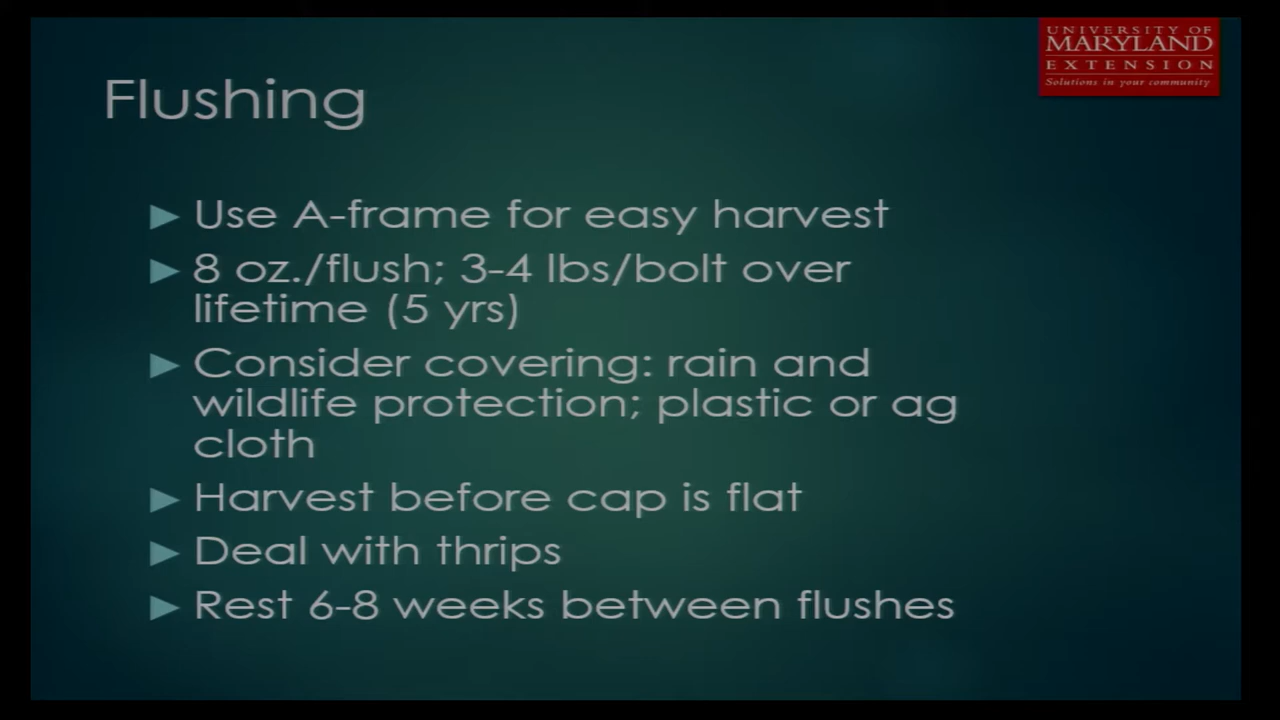 UNIVERSITY OF
MARYLAND
EXTENSION
Solutions in your community
Flushing
Use A-frame for easy harvest
8 oz./flush; 3-4 lbs/bolt over
lifetime (5 yrs)
Consider covering: rain and
wildlife protection; plastic or ag
cloth
Harvest before cap is flat
Deal with thrips
Rest 6-8 weeks between flushes